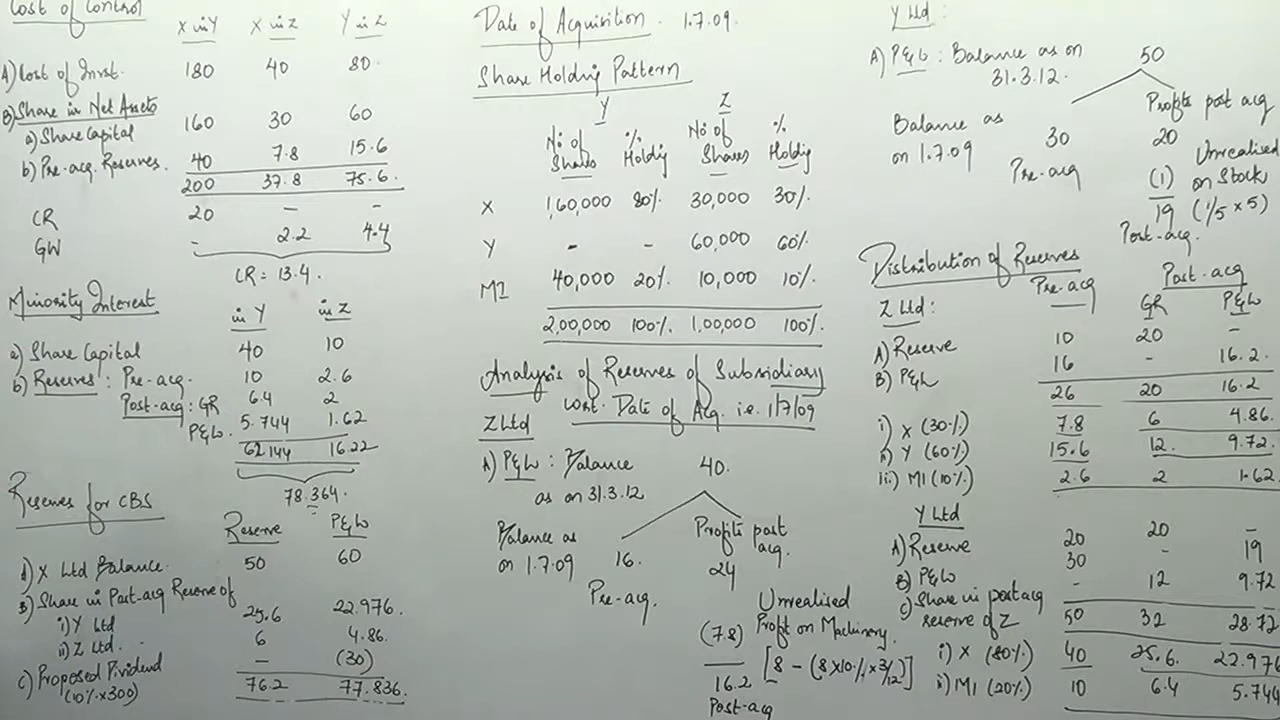 Cost of Control
X in Y X in Z Y in Z
A) Cost of Invst. 180 40 80.
B) Share in Net Assets
a) Share Capital 160 30 60
b) Pre-acq. Reserves. 40 7.8 15.6
200 37.8 75.6.
CR 20 - -
GW - 2.2 4.4
CR = 13.4.
Minority Interest
in Y in Z
a) Share Capital 40 10
b) Reserves: Pre-acq. 10 2.6
Post-acq: GR 6.4 2
P&L. 5.744 1.62
62.144 16.22
78.364.
Reserves for CBS
Reserve P&L
A) X Ltd Balance. 50 60
B) Share in Post-acq Reserve of
i) Y Ltd 25.6 22.976.
ii) Z Ltd. 6 4.86.
C) Proposed Dividend - (30)
(10% x 300)
76.2 77.836.
Date of Acquisition. 1.7.09.
Share Holding Pattern
Y Z
No of Shares % Holdig No of Shares % Holdig
X 1,60,000 80% 30,000 30%
Y - - 60,000 60%
MI 40,000 20% 10,000 10%
2,00,000 100% 1,00,000 100%.
Analysis of Reserves of Subsidiary
w.r.t. Date of Acq. i.e. 1/7/09
Z Ltd
A) P&L: Balance 40.
as on 31.3.12
Balance as
on 1.7.09 16.
Pre-acq.
Profits post
acq.
24
Unrealised
(7.8) Profit on Machinery.
[8 - (8 x 10% x 3/12)]
16.2
Post-acq
Y Ltd:
A) P&L: Balance as on 50
31.3.12.
Balance as
on 1.7.09 30
Pre-acq
Profits post acq
20
Unrealised
(1) on Stock
19 (1/5 x 5)
Post-acq.
Distribution of Reserves
Z Ltd: Pre-acq Post-acq
GR P&L
A) Reserve 10 20 -
B) P&L 16 - 16.2.
26 20 16.2
i) X (30%) 7.8 6 4.86.
ii) Y (60%) 15.6 12. 9.72.
iii) MI (10%) 2.6 2 1.62
Y Ltd
A) Reserve 20 20 -
B) P&L 30 - 19
C) Share in post acq - 12 9.72
reserve of Z
50 32 28.72
i) X (80%) 40 25.6. 22.976
ii) MI (20%) 10 6.4 5.744